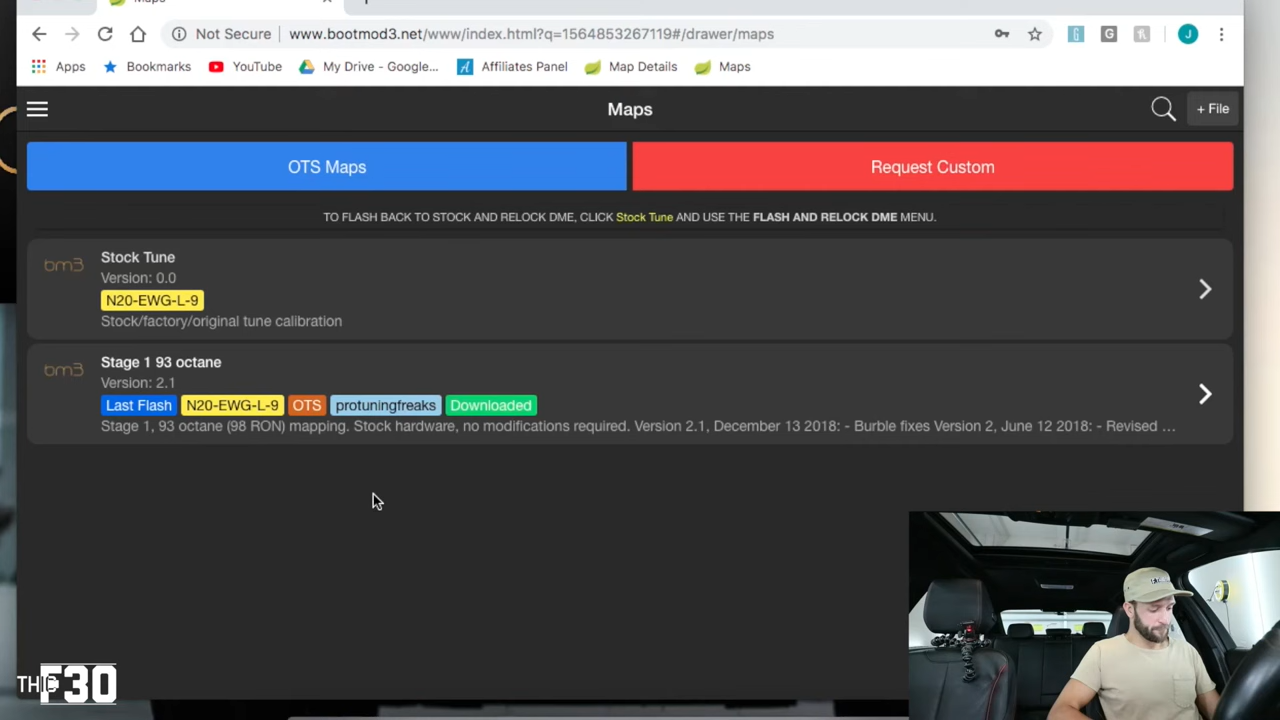 Maps
Not Secure www.bootmod3.net/www/index.html?q=1564853267119#/drawer/maps J
Apps Bookmarks YouTube My Drive - Google... Affiliates Panel Map Details Maps
Maps
+ File
OTS Maps Request Custom
TO FLASH BACK TO STOCK AND RELOCK DME, CLICK Stock Tune AND USE THE FLASH AND RELOCK DME MENU.
bm3
Stock Tune
Version: 0.0
N20-EWG-L-9
Stock/factory/original tune calibration
bm3
Stage 1 93 octane
Version: 2.1
Last Flash N20-EWG-L-9 OTS protuningfreaks Downloaded
Stage 1, 93 octane (98 RON) mapping. Stock hardware, no modifications required. Version 2.1, December 13 2018: - Burble fixes Version 2, June 12 2018: - Revised ...
F30